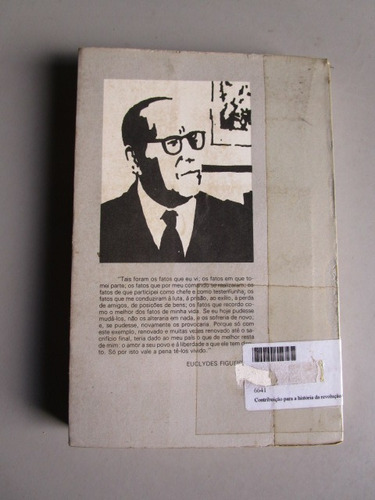 "Tais foram os fatos que eu vi; os fatos em que to-
mei parte; os fatos que por meu comando se realizaram; os
fatos de que participei como chefe e como testemunha; os
fatos que me conduziram à luta, à prisão, ao exílio, à perda
de amigos, de posições de bens; os fatos que recordo co-
mo o melhor dos fatos de minha vida. Se eu hoje pudesse
mudá-los, não os alteraria em nada; e os sofreria de novo;
e, se pudesse, novamente os provocaria. Porque só com
este exemplo, renovado e muitas vezes renovado até o sa-
crifício final, teria dado ao meu país o que de melhor resta
de mim: o amor a seu povo e à liberdade a que ele tem direi-
to. Só por isto vale a pena tê-los vivido."
EUCLYDES
6641
Contribuição para a história da revolução